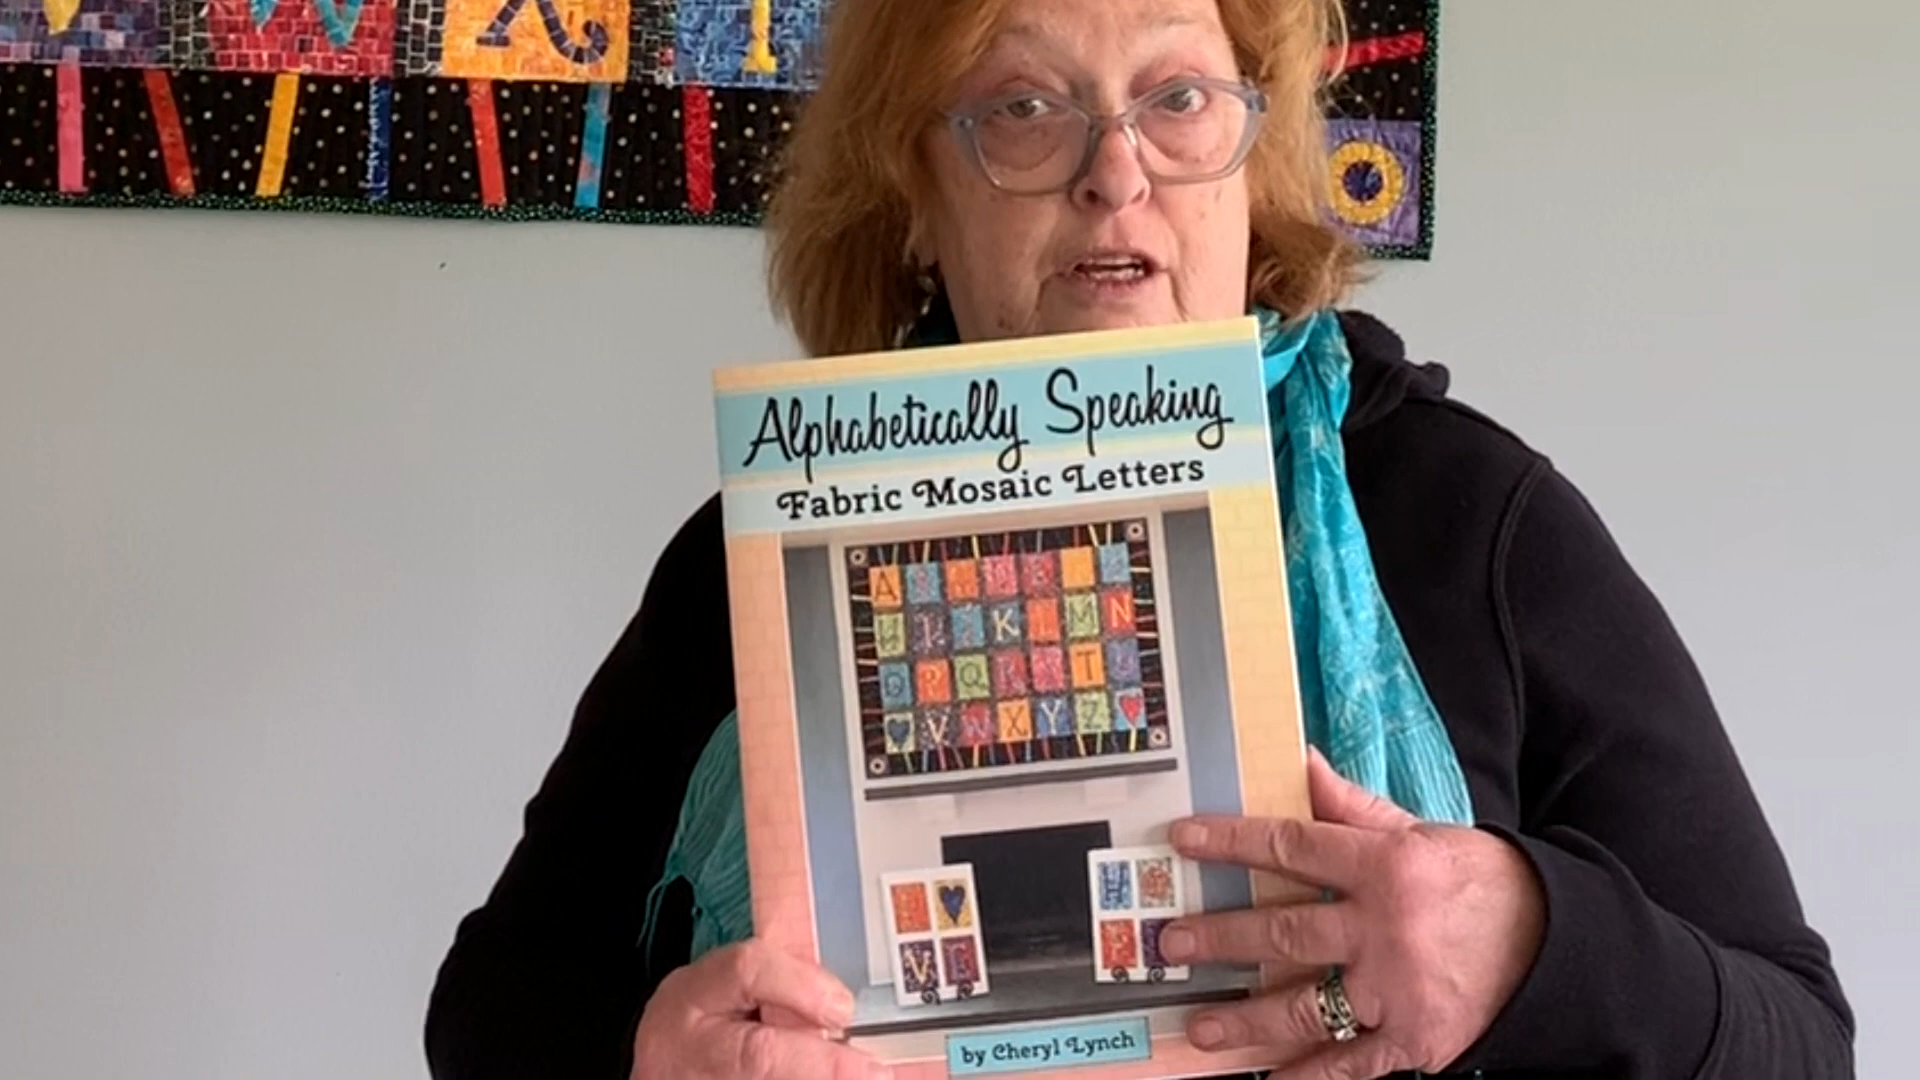 W X Y
Alphabetically Speaking
Fabric Mosaic Letters
A
K L M N
O P Q R T U
V W X Y Z
V E
by Cheryl Lynch